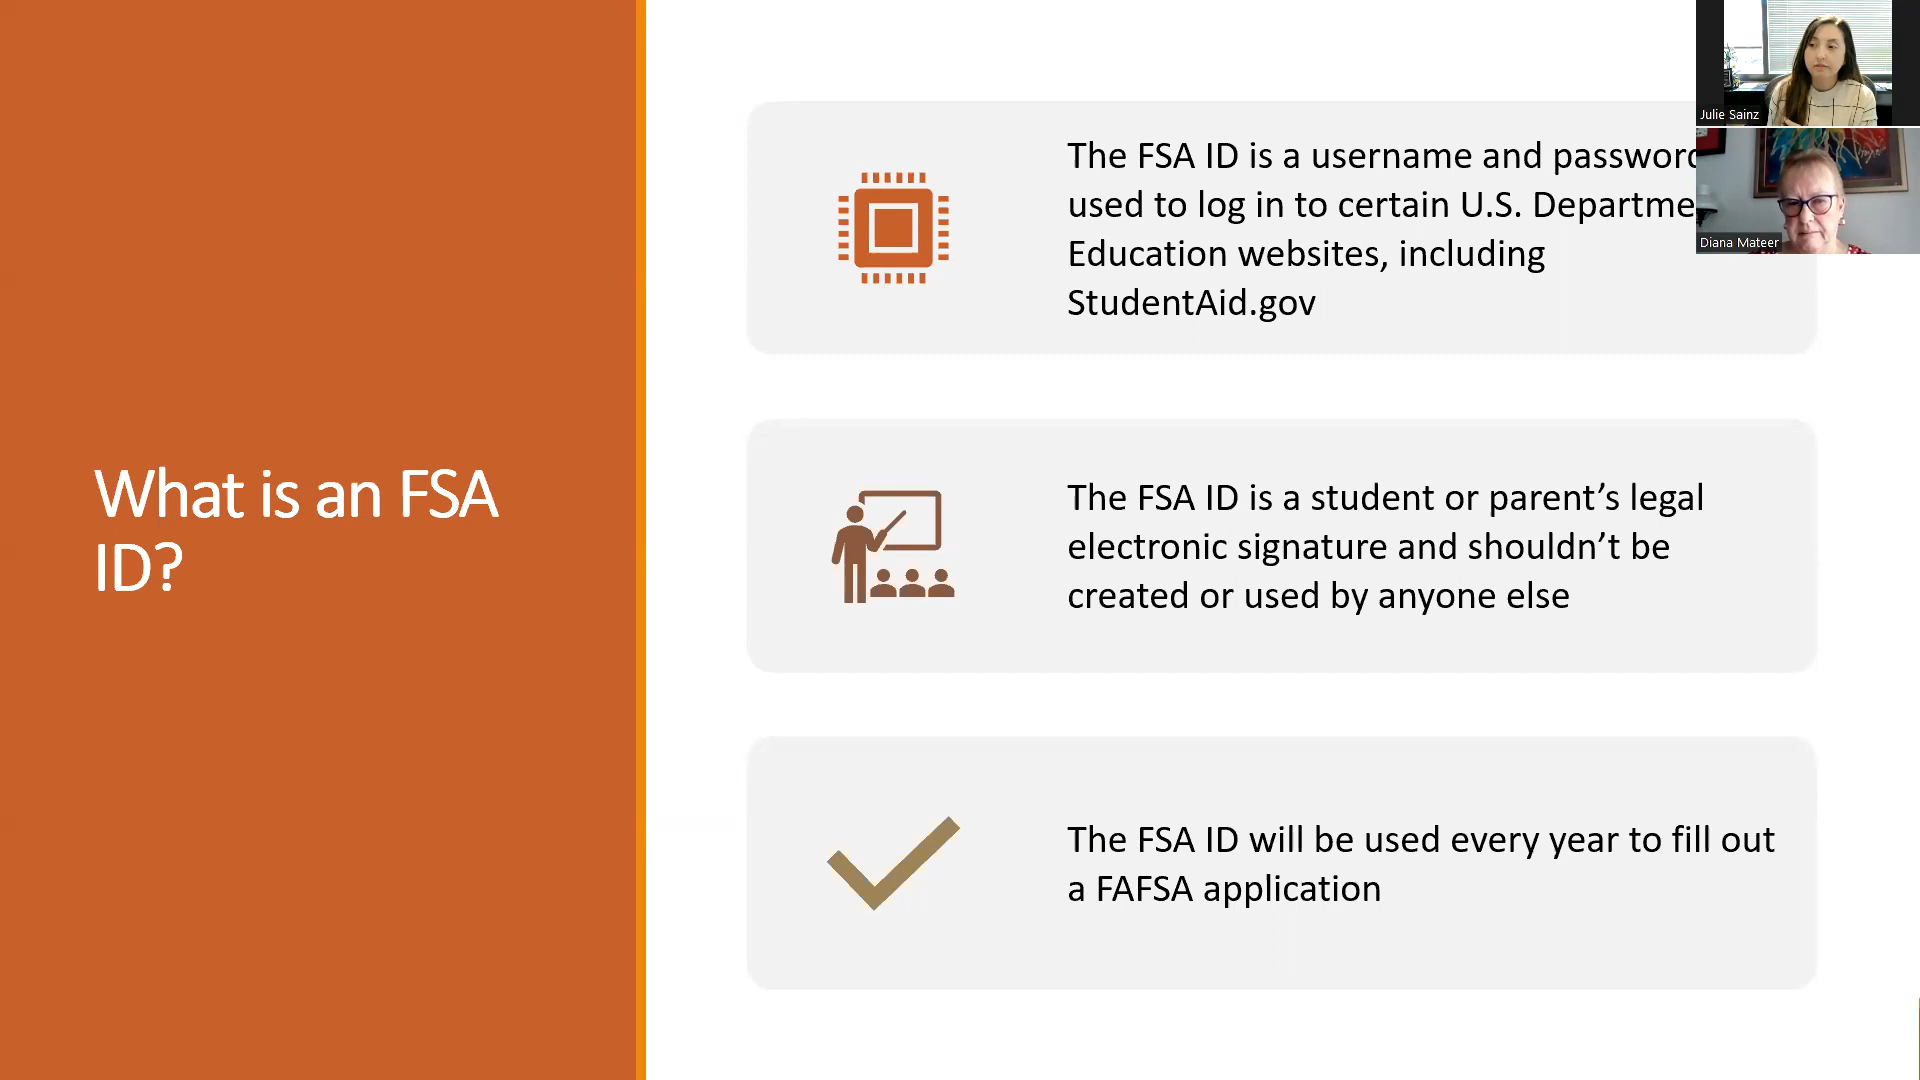 What is an FSA
ID?
The FSA ID is a username and password
used to log in to certain U.S. Departme
Education websites, including
StudentAid.gov
The FSA ID is a student or parent’s legal
electronic signature and shouldn’t be
created or used by anyone else
The FSA ID will be used every year to fill out
a FAFSA application
Julie Sainz
Diana Mateer